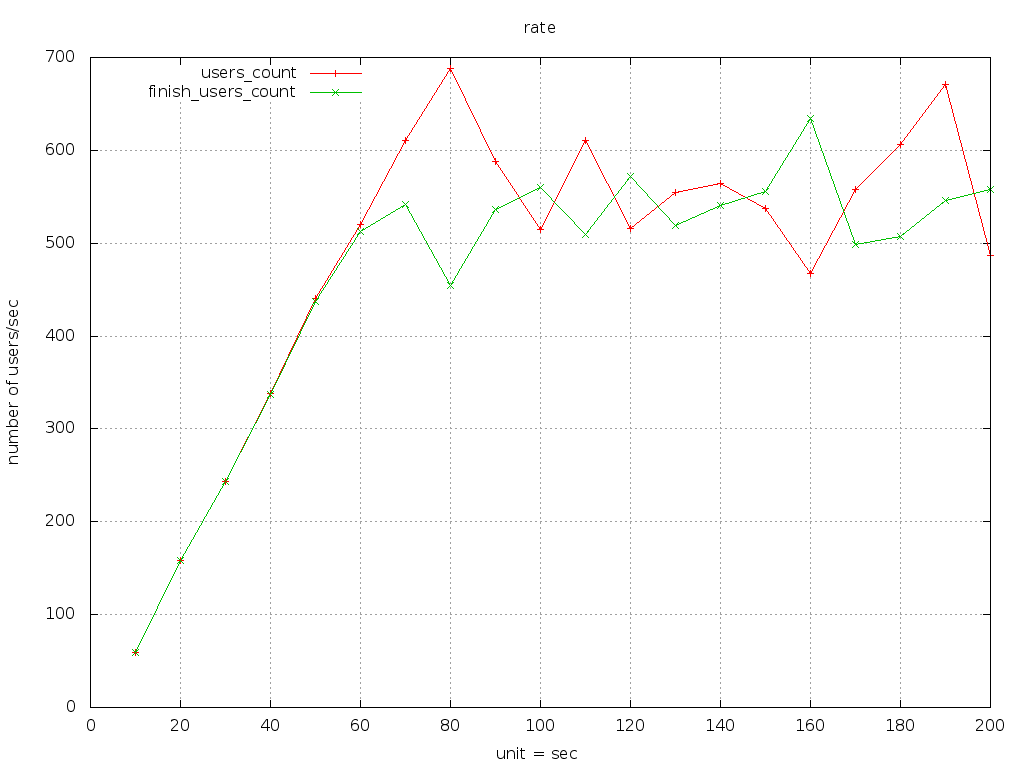 rate
700
users_count
finish_users_count
600
500
400
300
200
100
0
number of users/sec
0 20 40 60 80 100 120 140 160 180 200
unit = sec